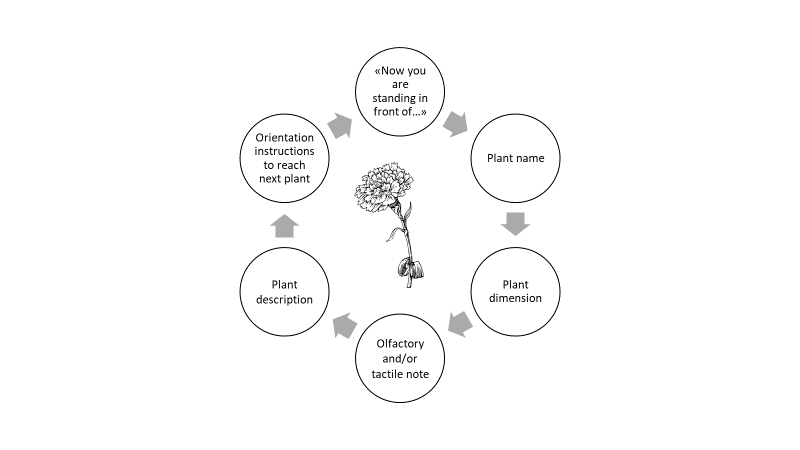 «Now you
are
standing in
front of...»
Plant name
Plant
dimension
Olfactory
and/or
tactile note
Plant
description
Orientation
instructions
to reach
next plant